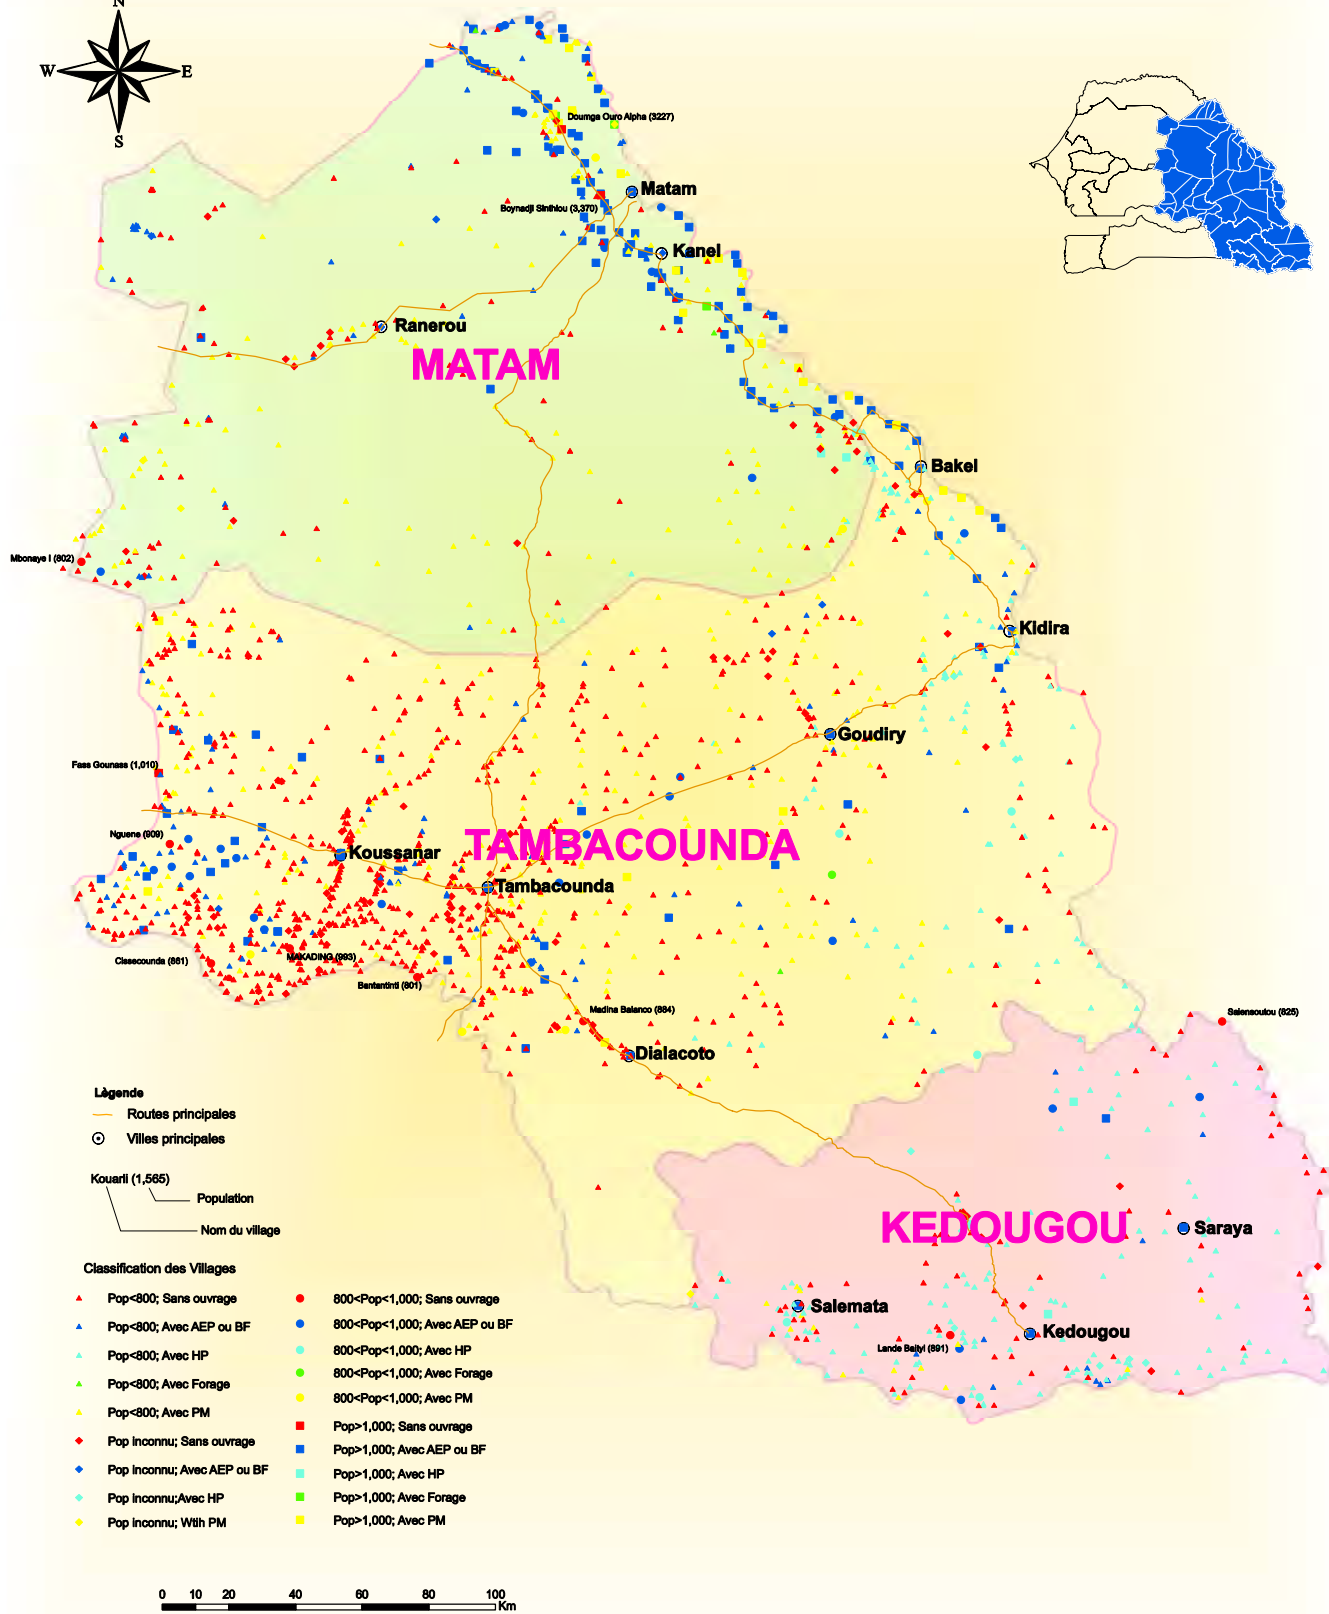 N
W
E
S
Doumga Ouro Alpha (3227)
Matam
Boynadji Sinthiou (3,370)
Kanel
Ranerou
MATAM
Bakel
Mbonaye I (802)
Kidira
Goudiry
Fass Gounass (1,010)
Nguene (909)
TAMBACOUNDA
Koussanar
Tambacounda
MAKADING (993)
Cissecounda (861)
Bantantinti (801)
Madina Balanco (884)
Salensoutou (825)
Dialacoto
Lègende
Routes principales
Villes principales
Kouarli (1,565)
Population
Nom du village
KEDOUGOU
Saraya
Salemata
Kedougou
Lande Baityi (891)
Classification des Villages
Pop<800; Sans ouvrage
Pop<800; Avec AEP ou BF
Pop<800; Avec HP
Pop<800; Avec Forage
Pop<800; Avec PM
Pop inconnu; Sans ouvrage
Pop inconnu; Avec AEP ou BF
Pop inconnu;Avec HP
Pop inconnu; Wtih PM
800<Pop<1,000; Sans ouvrage
800<Pop<1,000; Avec AEP ou BF
800<Pop<1,000; Avec HP
800<Pop<1,000; Avec Forage
800<Pop<1,000; Avec PM
Pop>1,000; Sans ouvrage
Pop>1,000; Avec AEP ou BF
Pop>1,000; Avec HP
Pop>1,000; Avec Forage
Pop>1,000; Avec PM
0 10 20 40 60 80 100
Km